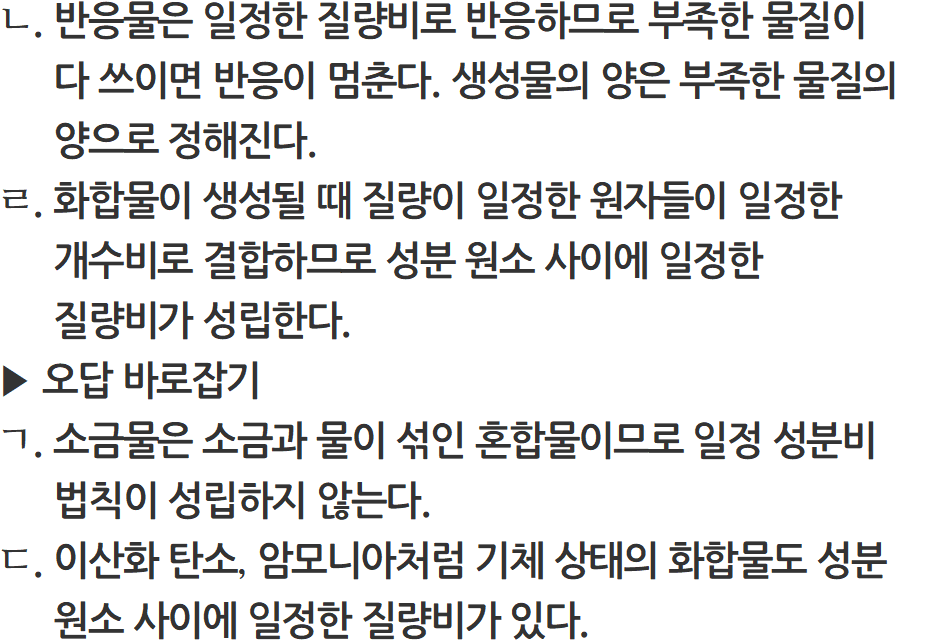 ㄴ. 반응물은 일정한 질량비로 반응하므로 부족한 물질이
다 쓰이면 반응이 멈춘다. 생성물의 양은 부족한 물질의
양으로 정해진다.
ㄹ. 화합물이 생성될 때 질량이 일정한 원자들이 일정한
개수비로 결합하므로 성분 원소 사이에 일정한
질량비가 성립한다.
▶ 오답 바로잡기
ㄱ. 소금물은 소금과 물이 섞인 혼합물이므로 일정 성분비
법칙이 성립하지 않는다.
ㄷ. 이산화 탄소, 암모니아처럼 기체 상태의 화합물도 성분
원소 사이에 일정한 질량비가 있다.